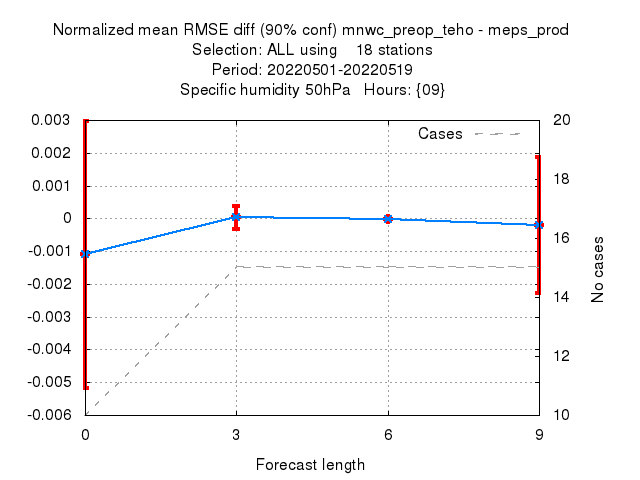 Normalized mean RMSE diff (90% conf) mnwc_preop_teho - meps_prod
Selection: ALL using 18 stations
Period: 20220501-20220519
Specific humidity 50hPa Hours: {09}
Cases
0.003
0.002
0.001
0
-0.001
-0.002
-0.003
-0.004
-0.005
-0.006
20
18
16
14
12
10
No cases
0 3 6 9
Forecast length